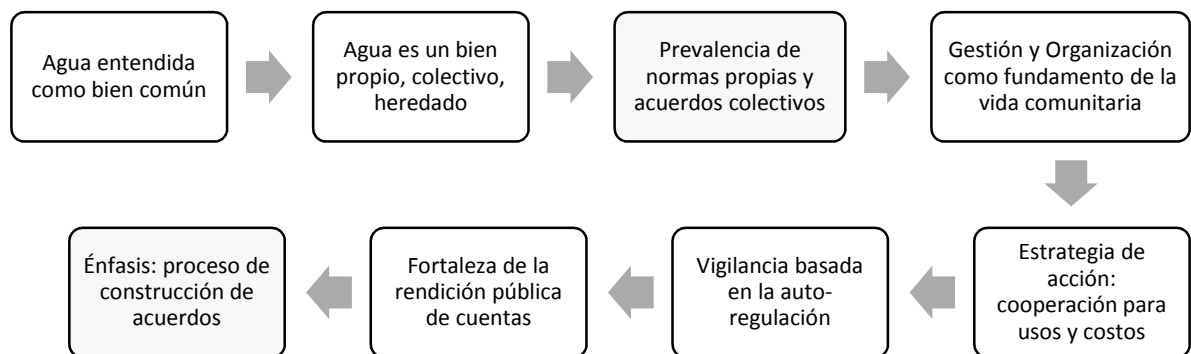 Agua entendida
como bien común
Agua es un bien
propio, colectivo,
heredado
Prevalencia de
normas propias y
acuerdos colectivos
Gestión y Organización
como fundamento de la
vida comunitaria
Estrategia de
acción:
cooperación para
usos y costos
Vigilancia basada
en la auto-
regulación
Fortaleza de la
rendición pública
de cuentas
Énfasis: proceso de
construcción de
acuerdos